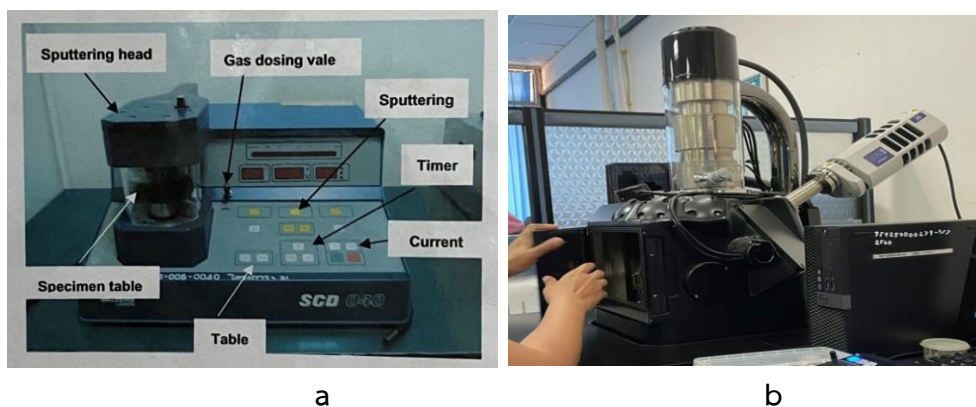 Sputtering head
Gas dosing vale
Sputtering
Timer
Current
Specimen table
Table
SCD 040
a
b